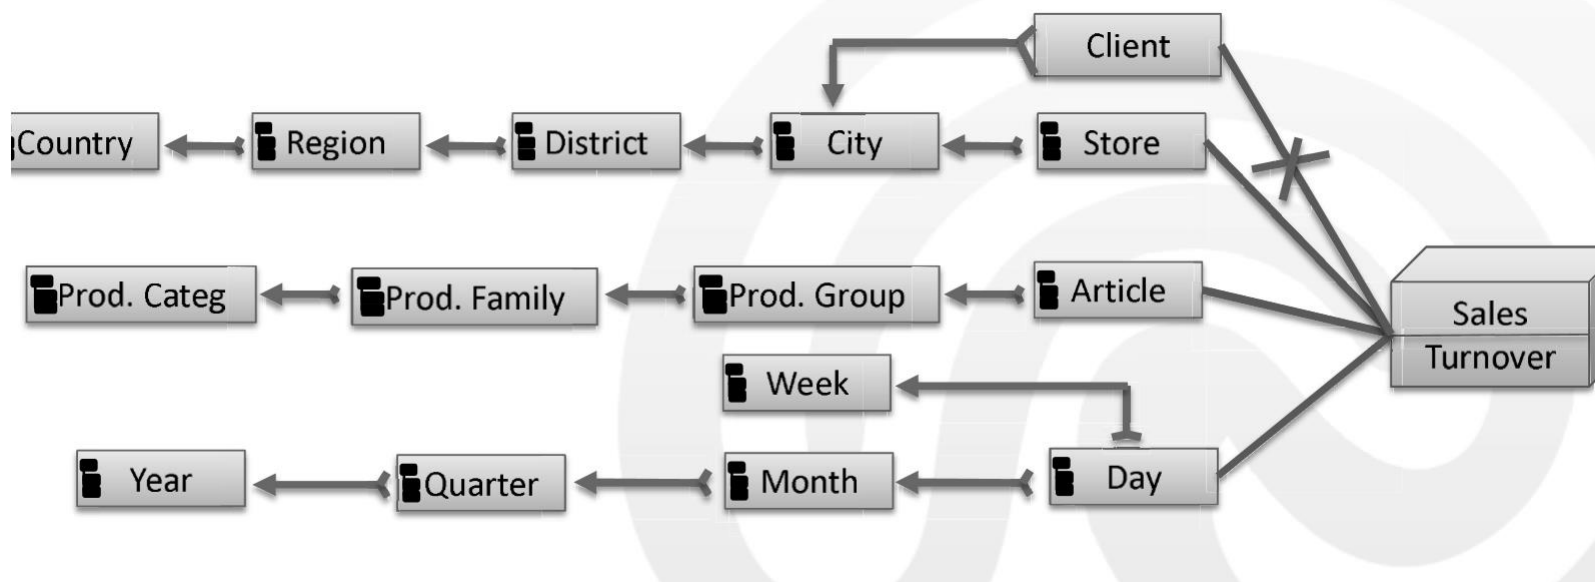 Client
Country
Region
District
City
Store
Prod. Categ
Prod. Family
Prod. Group
Article
Sales
Turnover
Week
Year
Quarter
Month
Day